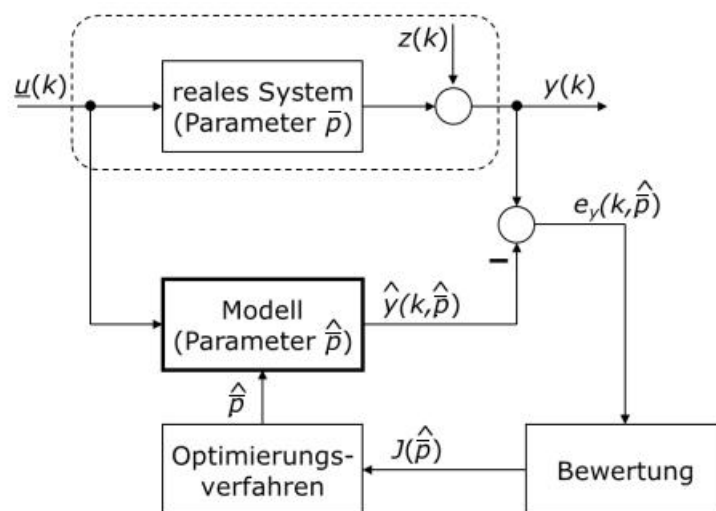 z(k)
u̲(k)
reales System
(Parameter p̄)
y(k)
e_y(k,p̄̂)
–
Modell
(Parameter p̄̂)
ŷ(k,p̄̂)
p̄̂
Optimierungs-
verfahren
J(p̄̂)
Bewertung